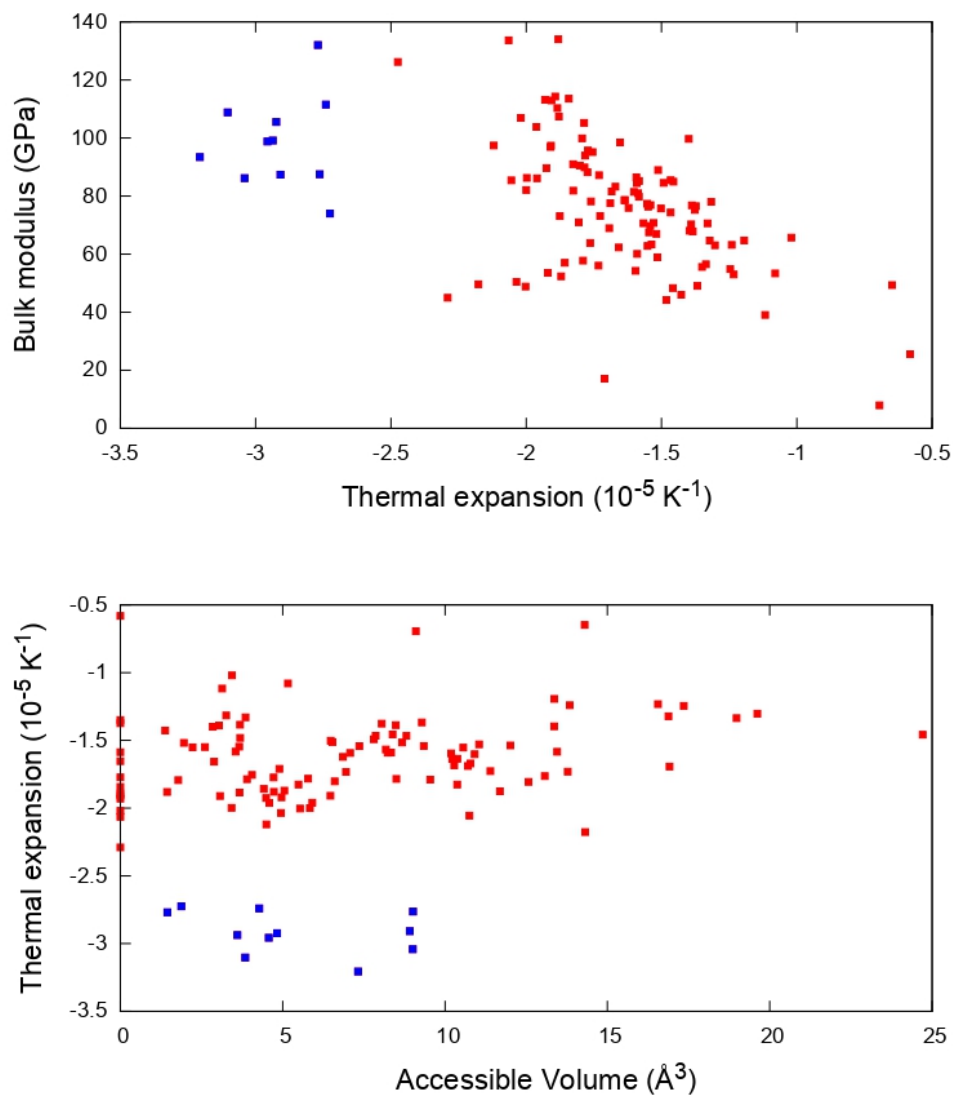 140
120
100
80
60
40
20
0
Bulk modulus (GPa)
-3.5 -3 -2.5 -2 -1.5 -1 -0.5
Thermal expansion (10⁻⁵ K⁻¹)
-0.5
-1
-1.5
-2
-2.5
-3
-3.5
Thermal expansion (10⁻⁵ K⁻¹)
0 5 10 15 20 25
Accessible Volume (Å³)